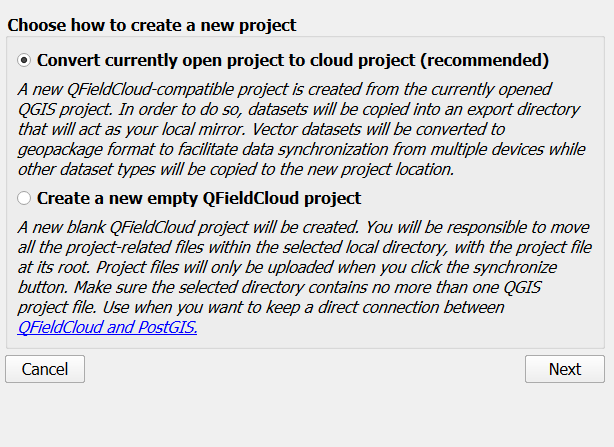 Choose how to create a new project
Convert currently open project to cloud project (recommended)
A new QFieldCloud-compatible project is created from the currently opened
QGIS project. In order to do so, datasets will be copied into an export directory
that will act as your local mirror. Vector datasets will be converted to
geopackage format to facilitate data synchronization from multiple devices while
other dataset types will be copied to the new project location.
Create a new empty QFieldCloud project
A new blank QFieldCloud project will be created. You will be responsible to move
all the project-related files within the selected local directory, with the project file
at its root. Project files will only be uploaded when you click the synchronize
button. Make sure the selected directory contains no more than one QGIS
project file. Use when you want to keep a direct connection between
QFieldCloud and PostGIS.
Cancel
Next